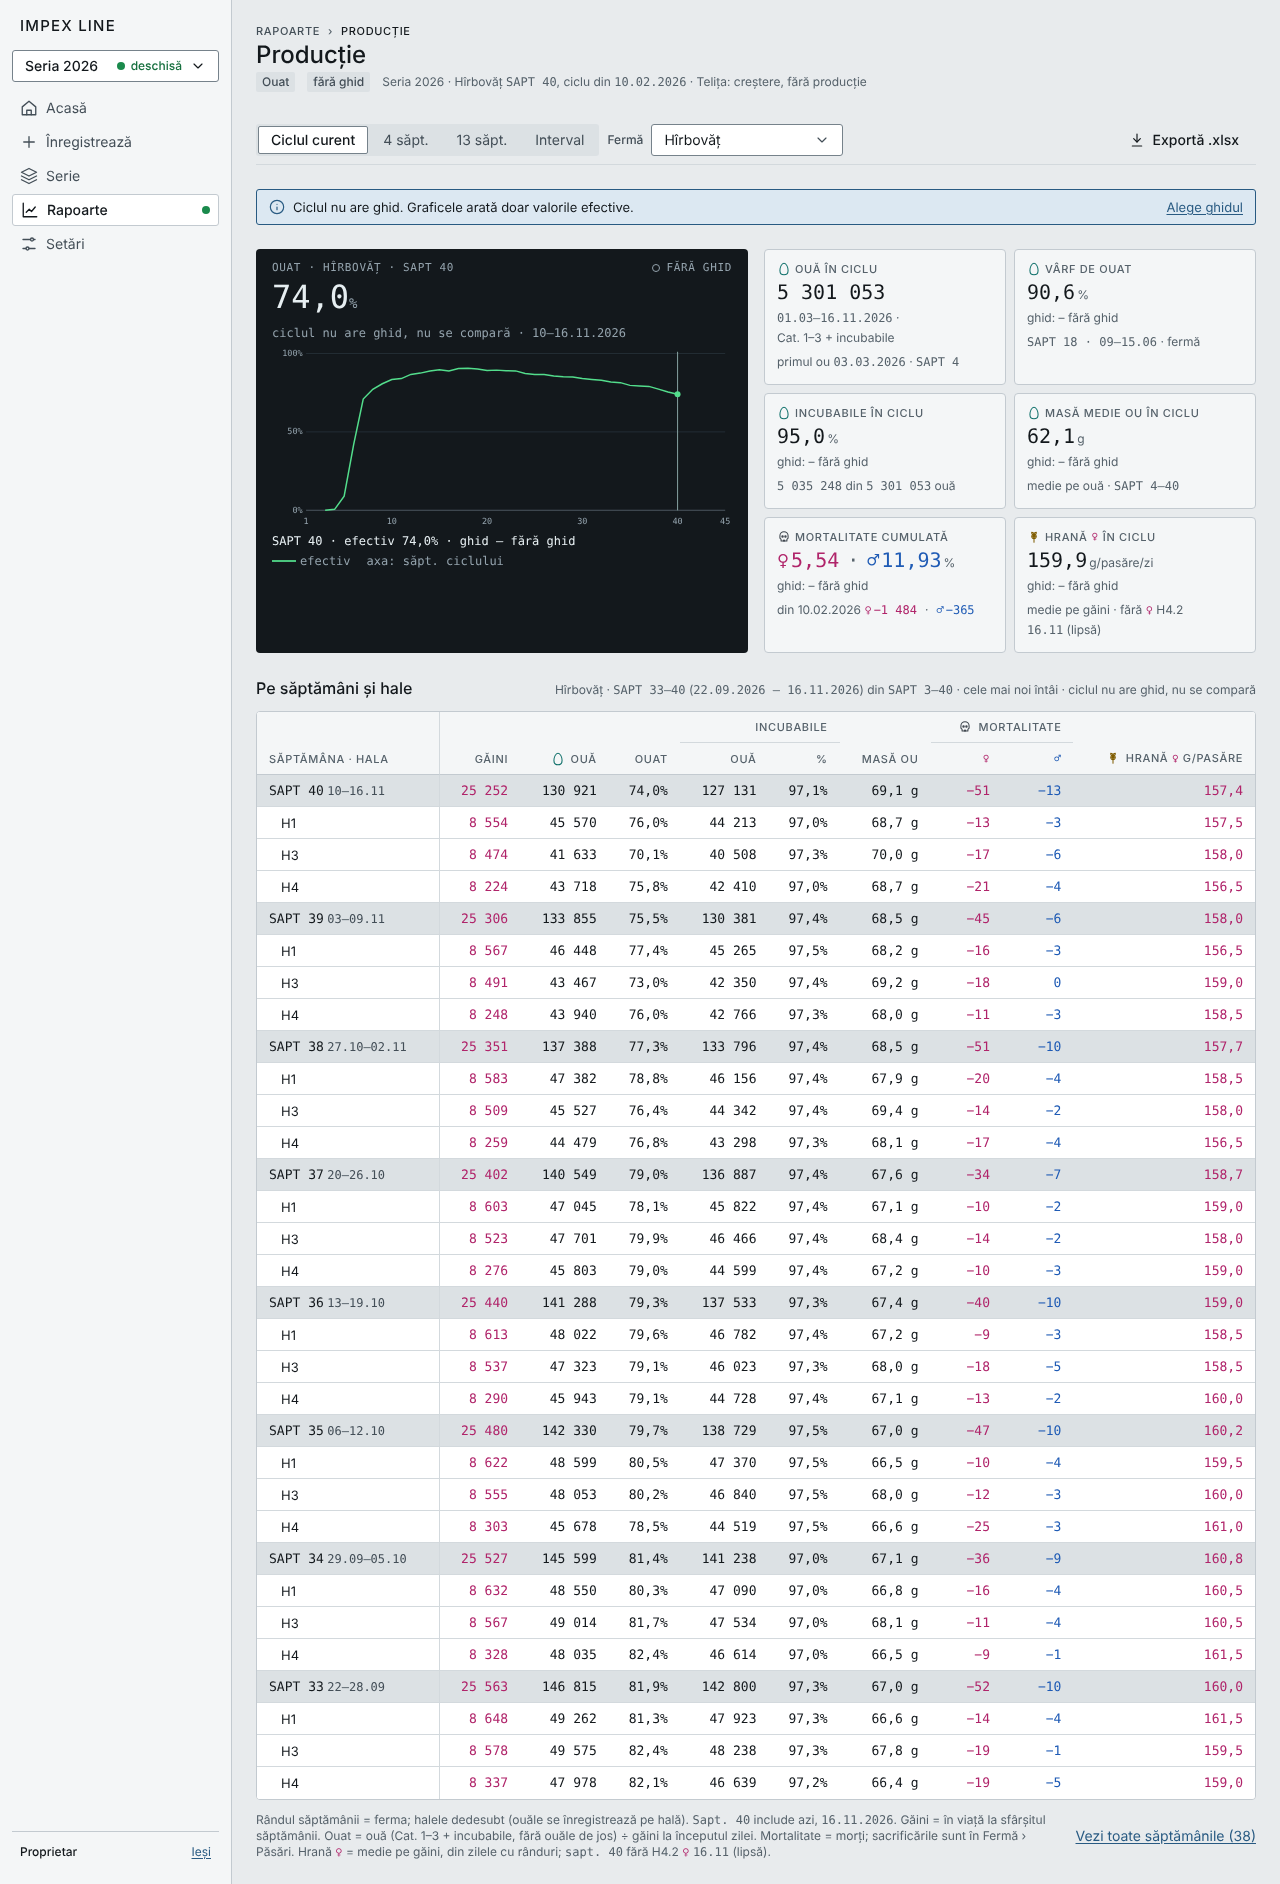 IMPEX LINE
Seria 2026 deschisă
Acasă
Înregistrează
Serie
Rapoarte
Setări
Proprietar Ieși
RAPOARTE › PRODUCȚIE
Producție
Ouat fără ghid Seria 2026 · Hîrbovăț SAPT 40, ciclu din 10.02.2026 · Telița: creștere, fără producție
Ciclul curent 4 săpt. 13 săpt. Interval Fermă Hîrbovăț Exportă .xlsx
Ciclul nu are ghid. Graficele arată doar valorile efective. Alege ghidul
OUAT · HÎRBOVĂȚ · SAPT 40 FĂRĂ GHID
74,0%
ciclul nu are ghid, nu se compară · 10–16.11.2026
100%
50%
0%
1 10 20 30 40 45
SAPT 40 · efectiv 74,0% · ghid – fără ghid
efectiv axa: săpt. ciclului
OUĂ ÎN CICLU
5 301 053
01.03–16.11.2026 ·
Cat. 1–3 + incubabile
primul ou 03.03.2026 · SAPT 4
VÂRF DE OUAT
90,6%
ghid: – fără ghid
SAPT 18 · 09–15.06 · fermă
INCUBABILE ÎN CICLU
95,0%
ghid: – fără ghid
5 035 248 din 5 301 053 ouă
MASĂ MEDIE OU ÎN CICLU
62,1g
ghid: – fără ghid
medie pe ouă · SAPT 4–40
MORTALITATE CUMULATĂ
♀5,54 · ♂11,93%
ghid: – fără ghid
din 10.02.2026 ♀−1 484 · ♂−365
HRANĂ ♀ ÎN CICLU
159,9g/pasăre/zi
ghid: – fără ghid
medie pe găini · fără ♀ H4.2
16.11 (lipsă)
Pe săptămâni și hale Hîrbovăț · SAPT 33–40 (22.09.2026 – 16.11.2026) din SAPT 3–40 · cele mai noi întâi · ciclul nu are ghid, nu se compară
INCUBABILE MORTALITATE
SĂPTĂMÂNA · HALA GĂINI OUĂ OUAT OUĂ % MASĂ OU ♀ ♂ HRANĂ ♀ G/PASĂRE
SAPT 40 10–16.11 25 252 130 921 74,0% 127 131 97,1% 69,1 g −51 −13 157,4
H1 8 554 45 570 76,0% 44 213 97,0% 68,7 g −13 −3 157,5
H3 8 474 41 633 70,1% 40 508 97,3% 70,0 g −17 −6 158,0
H4 8 224 43 718 75,8% 42 410 97,0% 68,7 g −21 −4 156,5
SAPT 39 03–09.11 25 306 133 855 75,5% 130 381 97,4% 68,5 g −45 −6 158,0
H1 8 567 46 448 77,4% 45 265 97,5% 68,2 g −16 −3 156,5
H3 8 491 43 467 73,0% 42 350 97,4% 69,2 g −18 0 159,0
H4 8 248 43 940 76,0% 42 766 97,3% 68,0 g −11 −3 158,5
SAPT 38 27.10–02.11 25 351 137 388 77,3% 133 796 97,4% 68,5 g −51 −10 157,7
H1 8 583 47 382 78,8% 46 156 97,4% 67,9 g −20 −4 158,5
H3 8 509 45 527 76,4% 44 342 97,4% 69,4 g −14 −2 158,0
H4 8 259 44 479 76,8% 43 298 97,3% 68,1 g −17 −4 156,5
SAPT 37 20–26.10 25 402 140 549 79,0% 136 887 97,4% 67,6 g −34 −7 158,7
H1 8 603 47 045 78,1% 45 822 97,4% 67,1 g −10 −2 159,0
H3 8 523 47 701 79,9% 46 466 97,4% 68,4 g −14 −2 158,0
H4 8 276 45 803 79,0% 44 599 97,4% 67,2 g −10 −3 159,0
SAPT 36 13–19.10 25 440 141 288 79,3% 137 533 97,3% 67,4 g −40 −10 159,0
H1 8 613 48 022 79,6% 46 782 97,4% 67,2 g −9 −3 158,5
H3 8 537 47 323 79,1% 46 023 97,3% 68,0 g −18 −5 158,5
H4 8 290 45 943 79,1% 44 728 97,4% 67,1 g −13 −2 160,0
SAPT 35 06–12.10 25 480 142 330 79,7% 138 729 97,5% 67,0 g −47 −10 160,2
H1 8 622 48 599 80,5% 47 370 97,5% 66,5 g −10 −4 159,5
H3 8 555 48 053 80,2% 46 840 97,5% 68,0 g −12 −3 160,0
H4 8 303 45 678 78,5% 44 519 97,5% 66,6 g −25 −3 161,0
SAPT 34 29.09–05.10 25 527 145 599 81,4% 141 238 97,0% 67,1 g −36 −9 160,8
H1 8 632 48 550 80,3% 47 090 97,0% 66,8 g −16 −4 160,5
H3 8 567 49 014 81,7% 47 534 97,0% 68,1 g −11 −4 160,5
H4 8 328 48 035 82,4% 46 614 97,0% 66,5 g −9 −1 161,5
SAPT 33 22–28.09 25 563 146 815 81,9% 142 800 97,3% 67,0 g −52 −10 160,0
H1 8 648 49 262 81,3% 47 923 97,3% 66,6 g −14 −4 161,5
H3 8 578 49 575 82,4% 48 238 97,3% 67,8 g −19 −1 159,5
H4 8 337 47 978 82,1% 46 639 97,2% 66,4 g −19 −5 159,0
Rândul săptămânii = ferma; halele dedesubt (ouăle se înregistrează pe hală). Sapt. 40 include azi, 16.11.2026. Găini = în viață la sfârșitul
săptămânii. Ouat = ouă (Cat. 1–3 + incubabile, fără ouăle de jos) ÷ găini la începutul zilei. Mortalitate = morți; sacrificările sunt în Fermă ›
Păsări. Hrană ♀ = medie pe găini, din zilele cu rânduri; sapt. 40 fără H4.2 ♀ 16.11 (lipsă).
Vezi toate săptămânile (38)